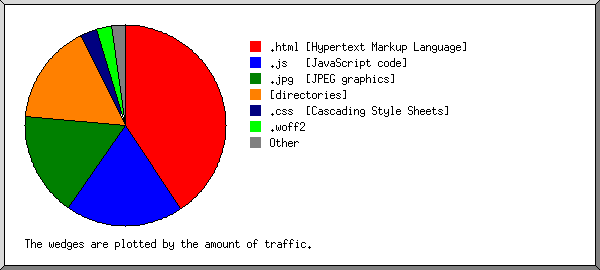 .html [Hypertext Markup Language]
.js [JavaScript code]
.jpg [JPEG graphics]
[directories]
.css [Cascading Style Sheets]
.woff2
Other
The wedges are plotted by the amount of traffic.